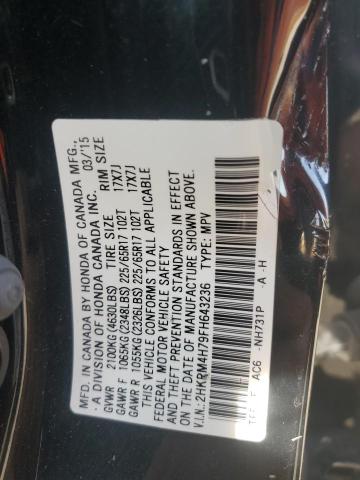 MFD. IN CANADA BY HONDA OF CANADA MFG.,
- A DIVISION OF HONDA CANADA INC. 03/'15
GVWR 2100KG (4630LBS) TIRE SIZE RIM SIZE
GAWR F 1065KG (2348LBS) 225/65R17 102T 17X7J
GAWR R 1055KG (2326LBS) 225/65R17 102T 17X7J
THIS VEHICLE CONFORMS TO ALL APPLICABLE
FEDERAL MOTOR VEHICLE SAFETY
AND THEFT PREVENTION STANDARDS IN EFFECT
ON THE DATE OF MANUFACTURE SHOWN ABOVE.
V.I.N.: 2HKRM4H79FH643236 TYPE: MPV
AC6 -NH731P -A -H